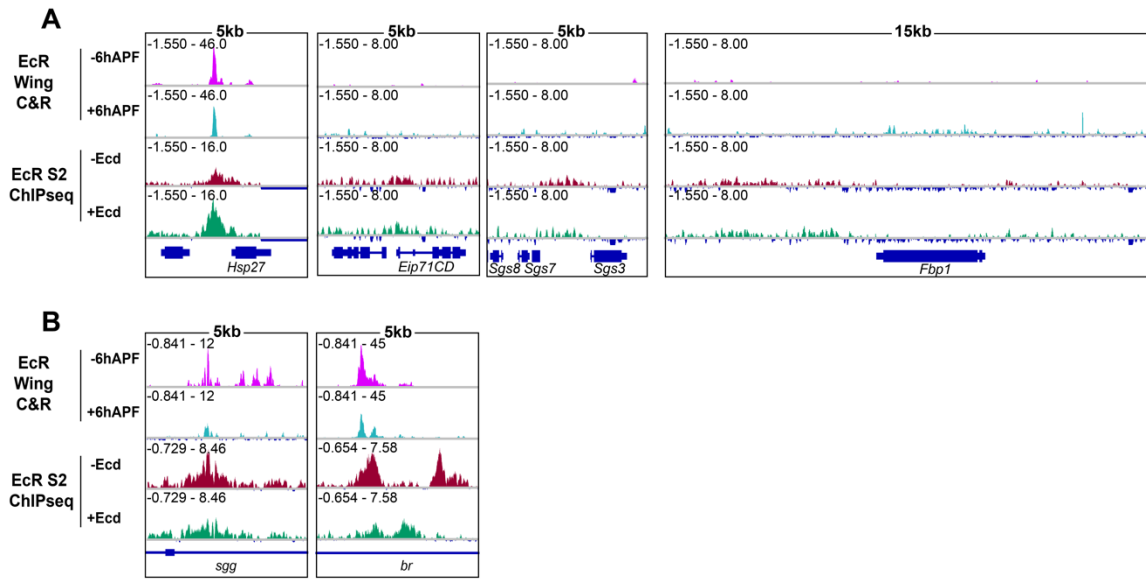 A
5kb 5kb 5kb 15kb
EcR
Wing
C&R
-6hAPF
-1.550 - 46.0 -1.550 - 8.00 -1.550 - 8.00 -1.550 - 8.00
+6hAPF
-1.550 - 46.0 -1.550 - 8.00 -1.550 - 8.00 -1.550 - 8.00
EcR S2
ChIPseq
-Ecd
-1.550 - 16.0 -1.550 - 8.00 -1.550 - 8.00 -1.550 - 8.00
+Ecd
-1.550 - 16.0 -1.550 - 8.00 -1.550 - 8.00 -1.550 - 8.00
Hsp27 Eip71CD Sgs8 Sgs7 Sgs3 Fbp1
B
5kb 5kb
EcR
Wing
C&R
-6hAPF
-0.841 - 12 -0.841 - 45
+6hAPF
-0.841 - 12 -0.841 - 45
EcR S2
ChIPseq
-Ecd
-0.729 - 8.46 -0.654 - 7.58
+Ecd
-0.729 - 8.46 -0.654 - 7.58
sgg br